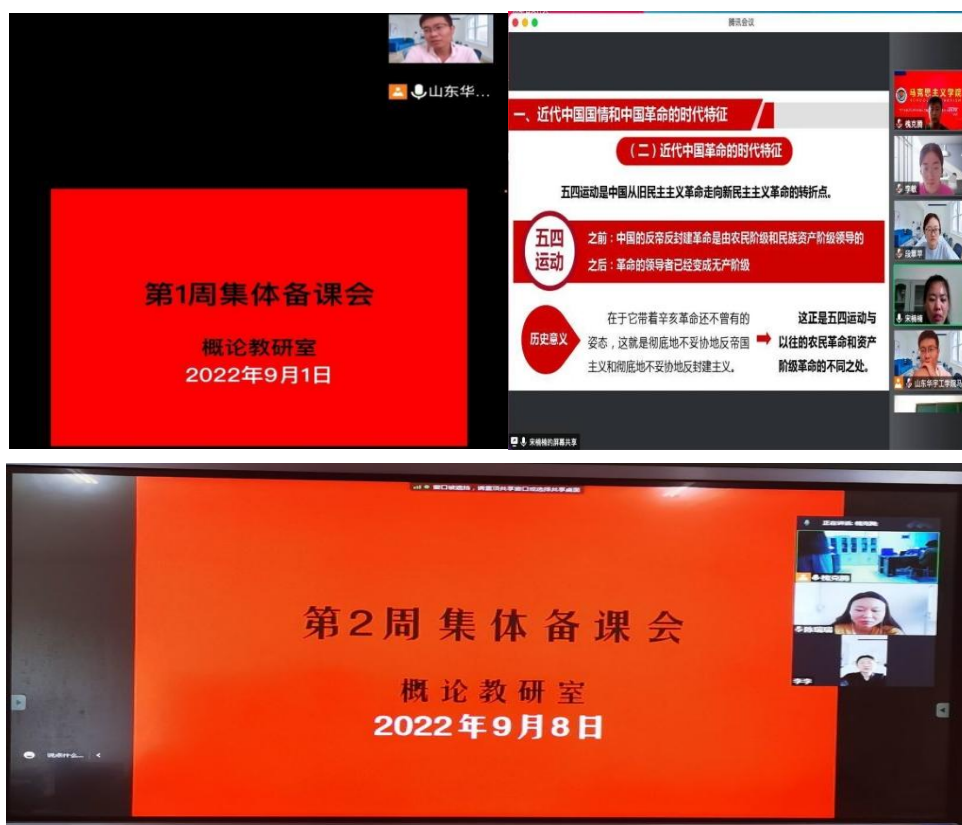 山东华...
第1周集体备课会
概论教研室
2022年9月1日
腾讯会议
一、近代中国国情和中国革命的时代特征
（二）近代中国革命的时代特征
五四运动是中国从旧民主主义革命走向新民主主义革命的转折点。
五四
运动
之前：中国的反帝反封建革命是由农民阶级和民族资产阶级领导的
之后：革命的领导者已经变成无产阶级
历史意义
在于它带着辛亥革命还不曾有的
姿态，这就是彻底地不妥协地反帝国
主义和彻底地不妥协地反封建主义。
这正是五四运动与
以往的农民革命和资产
阶级革命的不同之处。
马克思主义学院
槐克腾
李敏
段翠平
宋楠楠
山东华宇工学院马
宋楠楠的屏幕共享
第2周集体备课会
概论教研室
2022年9月8日
李宇
说点什么...